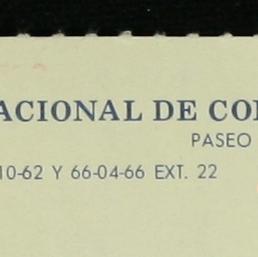 ACIONAL DE CO
PASEO
10-62 Y 66-04-66 EXT. 22